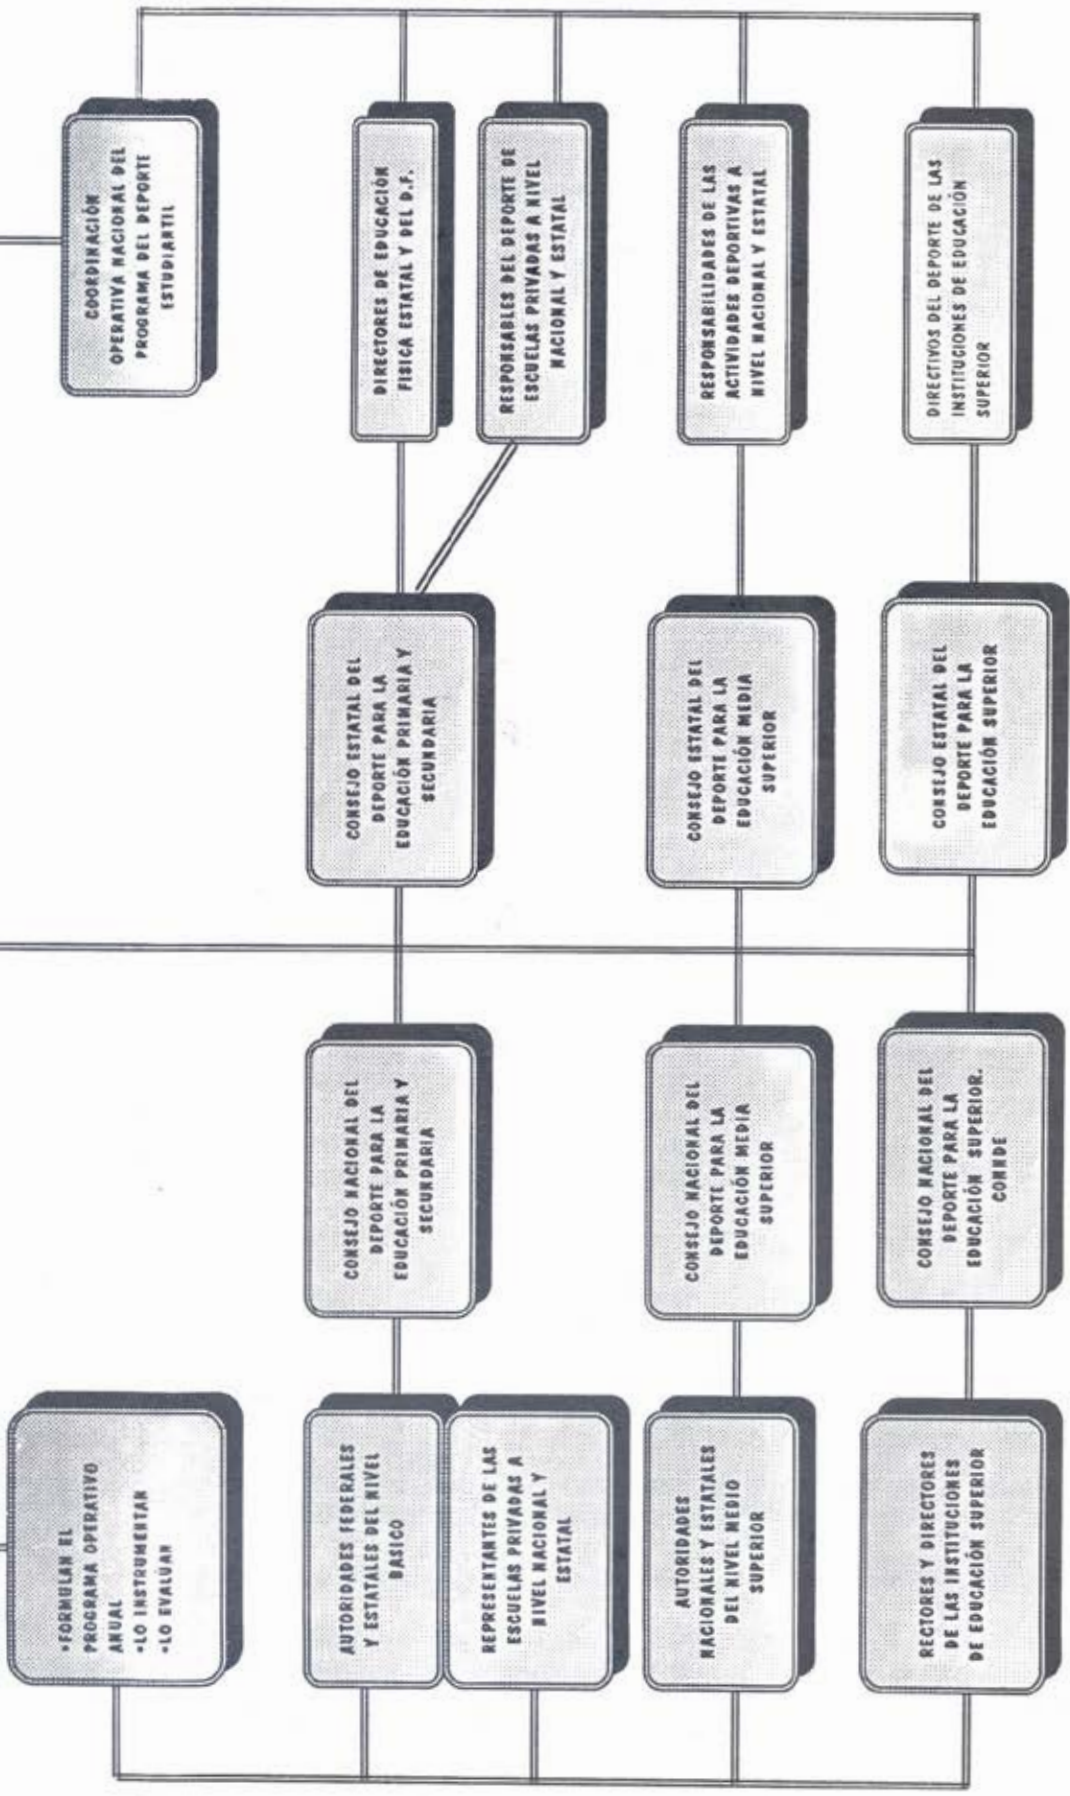 •FORMULAN EL
PROGRAMA OPERATIVO
ANUAL
•LO INSTRUMENTAN
•LO EVALÚAN
COORDINACIÓN
OPERATIVA NACIONAL DEL
PROGRAMA DEL DEPORTE
ESTUDIANTIL
AUTORIDADES FEDERALES
Y ESTATALES DEL NIVEL
BASICO
CONSEJO NACIONAL DEL
DEPORTE PARA LA
EDUCACIÓN PRIMARIA Y
SECUNDARIA
CONSEJO ESTATAL DEL
DEPORTE PARA LA
EDUCACIÓN PRIMARIA Y
SECUNDARIA
DIRECTORES DE EDUCACIÓN
FISICA ESTATAL Y DEL D.F.
REPRESENTANTES DE LAS
ESCUELAS PRIVADAS A
NIVEL NACIONAL Y
ESTATAL
RESPONSABLES DEL DEPORTE DE
ESCUELAS PRIVADAS A NIVEL
NACIONAL Y ESTATAL
AUTORIDADES
NACIONALES Y ESTATALES
DEL NIVEL MEDIO
SUPERIOR
CONSEJO NACIONAL DEL
DEPORTE PARA LA
EDUCACIÓN MEDIA
SUPERIOR
CONSEJO ESTATAL DEL
DEPORTE PARA LA
EDUCACIÓN MEDIA
SUPERIOR
RESPONSABILIDADES DE LAS
ACTIVIDADES DEPORTIVAS A
NIVEL NACIONAL Y ESTATAL
RECTORES Y DIRECTORES
DE LAS INSTITUCIONES
DE EDUCACIÓN SUPERIOR
CONSEJO NACIONAL DEL
DEPORTE PARA LA
EDUCACIÓN SUPERIOR.
CONNDE
CONSEJO ESTATAL DEL
DEPORTE PARA LA
EDUCACIÓN SUPERIOR
DIRECTIVOS DEL DEPORTE DE LAS
INSTITUCIONES DE EDUCACIÓN
SUPERIOR